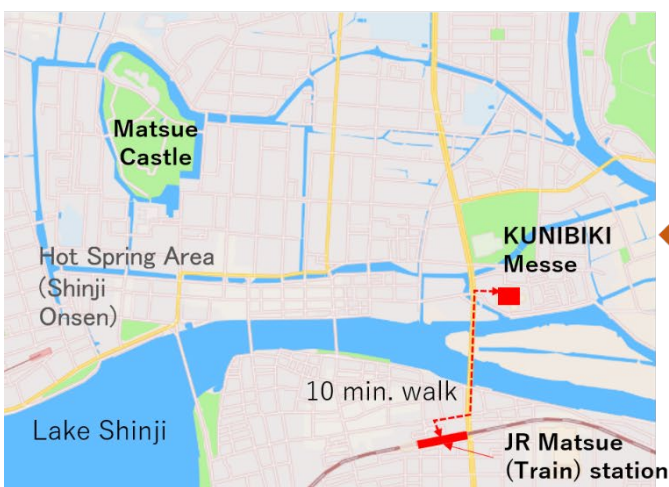 Matsue
Castle
KUNIBIKI
Messe
Hot Spring Area
(Shinji
Onsen)
10 min. walk
Lake Shinji
JR Matsue
(Train) station